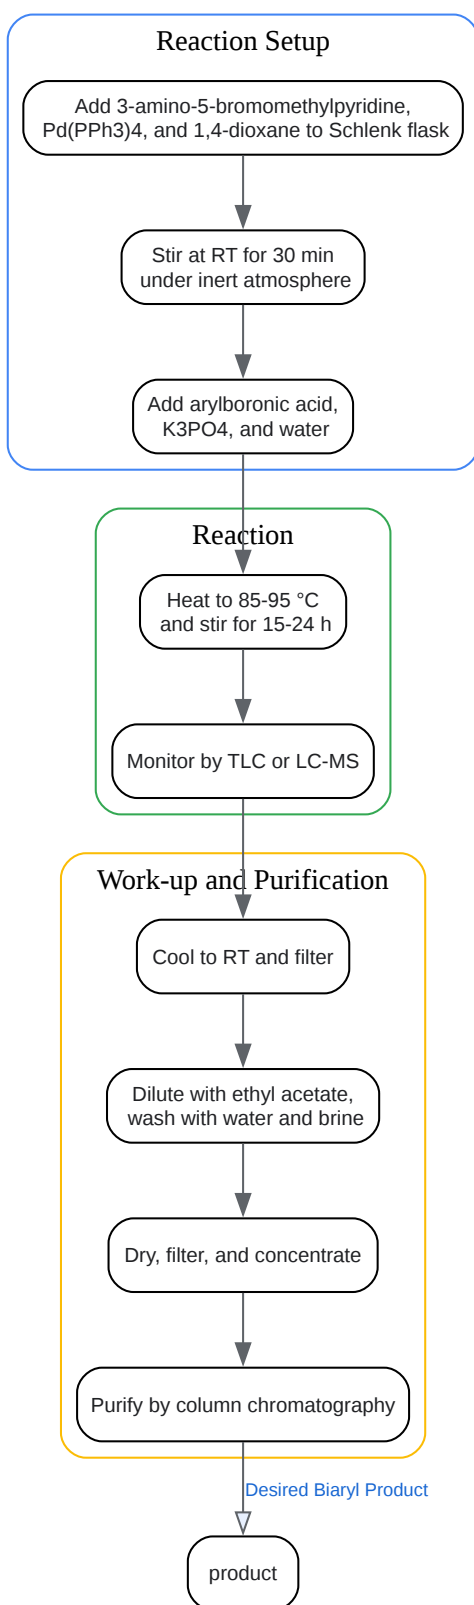 Reaction Setup
Add 3-amino-5-bromomethylpyridine,
Pd(PPh3)4, and 1,4-dioxane to Schlenk flask
Stir at RT for 30 min
under inert atmosphere
Add arylboronic acid,
K3PO4, and water
Reaction
Heat to 85-95 °C
and stir for 15-24 h
Monitor by TLC or LC-MS
Work-up and Purification
Cool to RT and filter
Dilute with ethyl acetate,
wash with water and brine
Dry, filter, and concentrate
Purify by column chromatography
Desired Biaryl Product
product